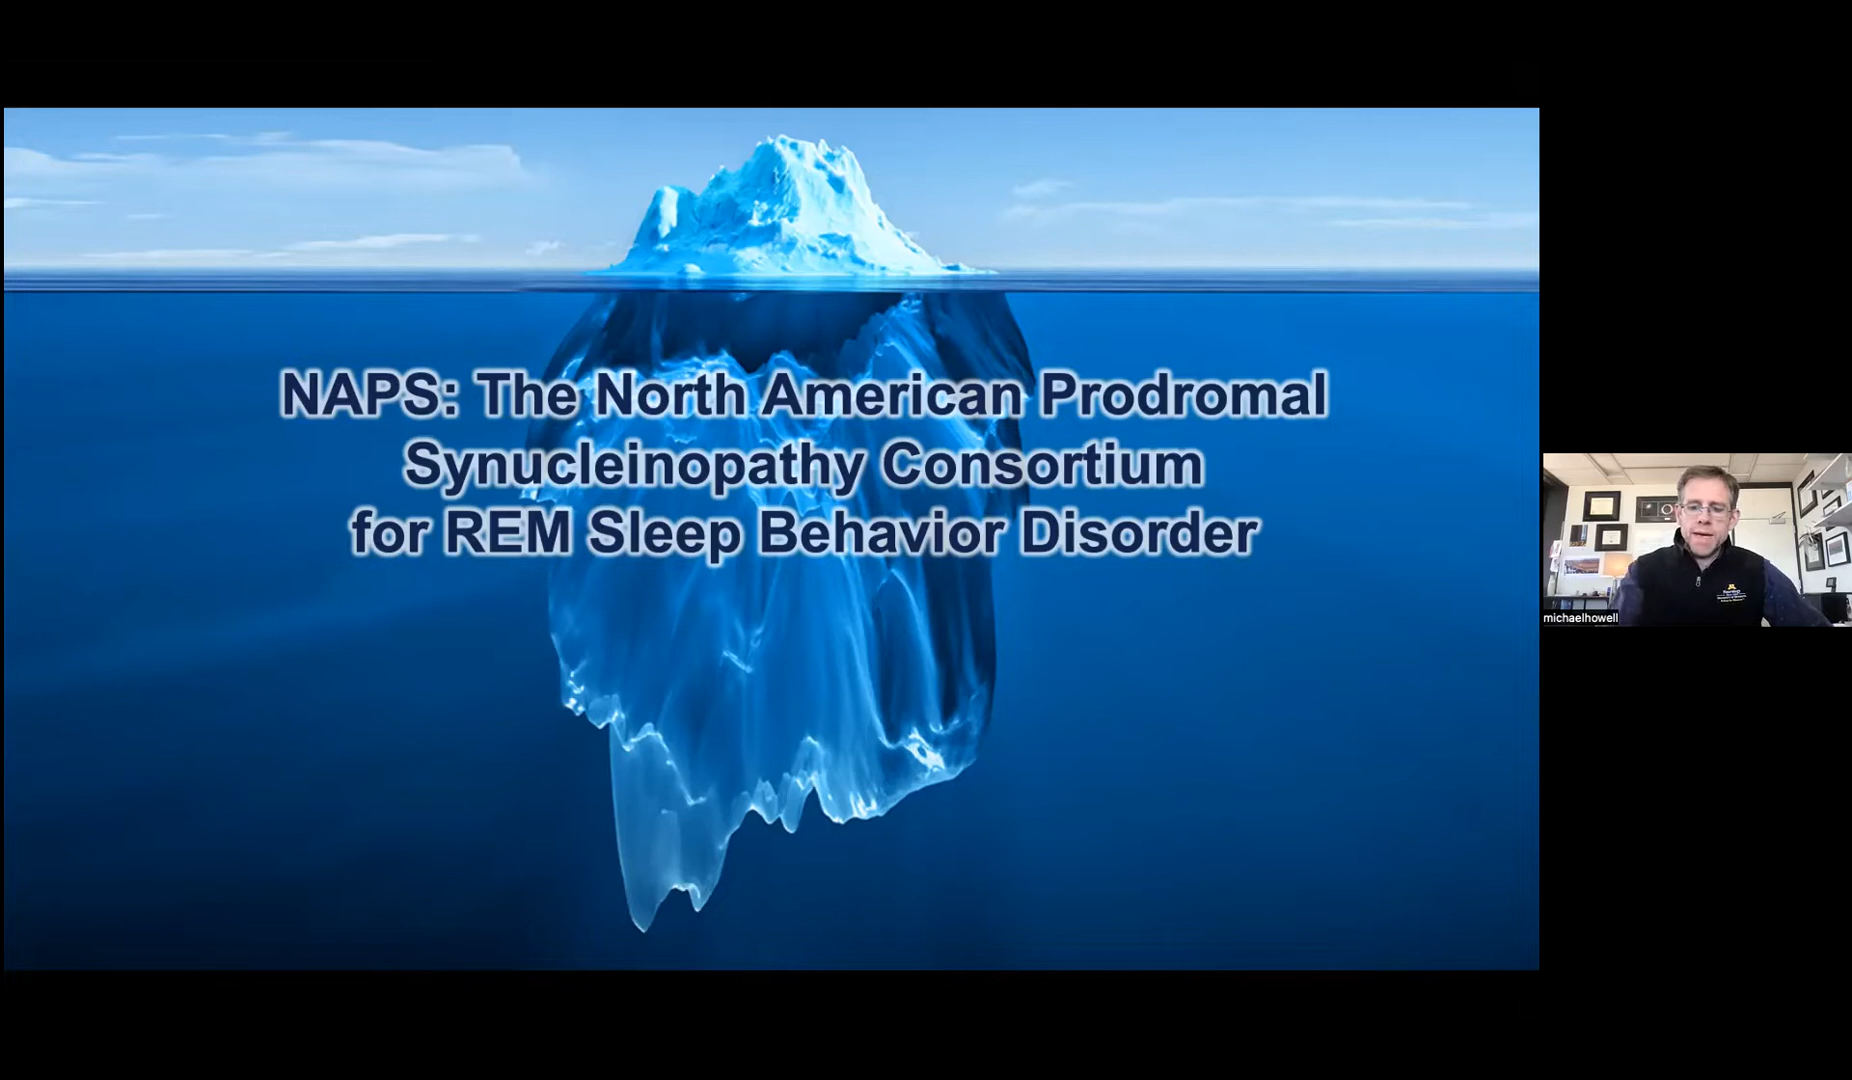 NAPS: The North American Prodromal
Synucleinopathy Consortium
for REM Sleep Behavior Disorder
michaelhowell